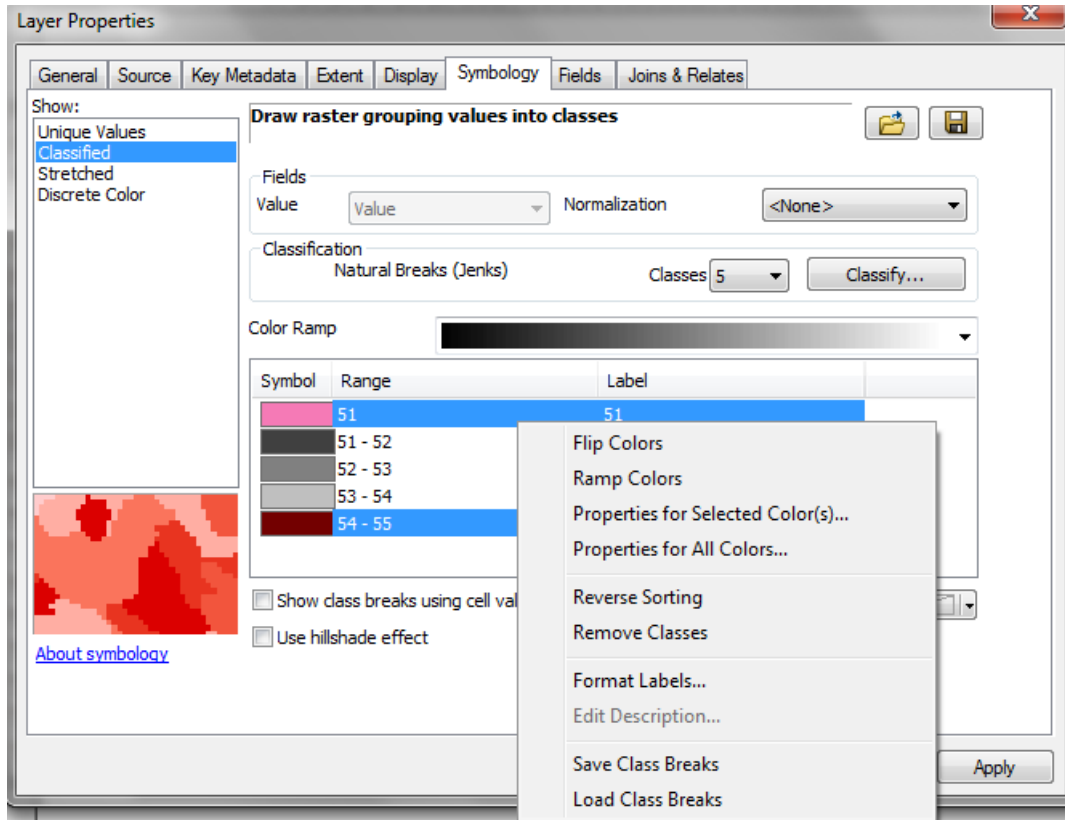 Layer Properties
X
General Source Key Metadata Extent Display Symbology Fields Joins & Relates
Show:
Unique Values
Classified
Stretched
Discrete Color
About symbology
Draw raster grouping values into classes
Fields
Value Value Normalization <None>
Classification
Natural Breaks (Jenks) Classes 5 Classify...
Color Ramp
Symbol Range Label
51 51
51 - 52
52 - 53
53 - 54
54 - 55
Show class breaks using cell val
Use hillshade effect
Flip Colors
Ramp Colors
Properties for Selected Color(s)...
Properties for All Colors...
Reverse Sorting
Remove Classes
Format Labels...
Edit Description...
Save Class Breaks
Load Class Breaks
Apply